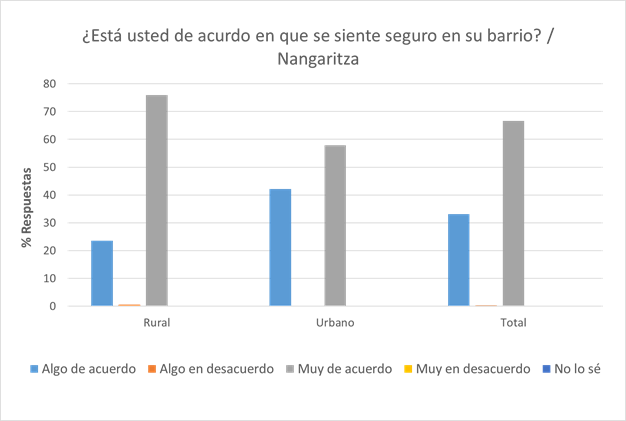 ¿Está usted de acurdo en que se siente seguro en su barrio? /
Nangaritza
80
70
60
50
40
30
20
10
0
% Respuestas
Rural
Urbano
Total
Algo de acuerdo
Algo en desacuerdo
Muy de acuerdo
Muy en desacuerdo
No lo sé